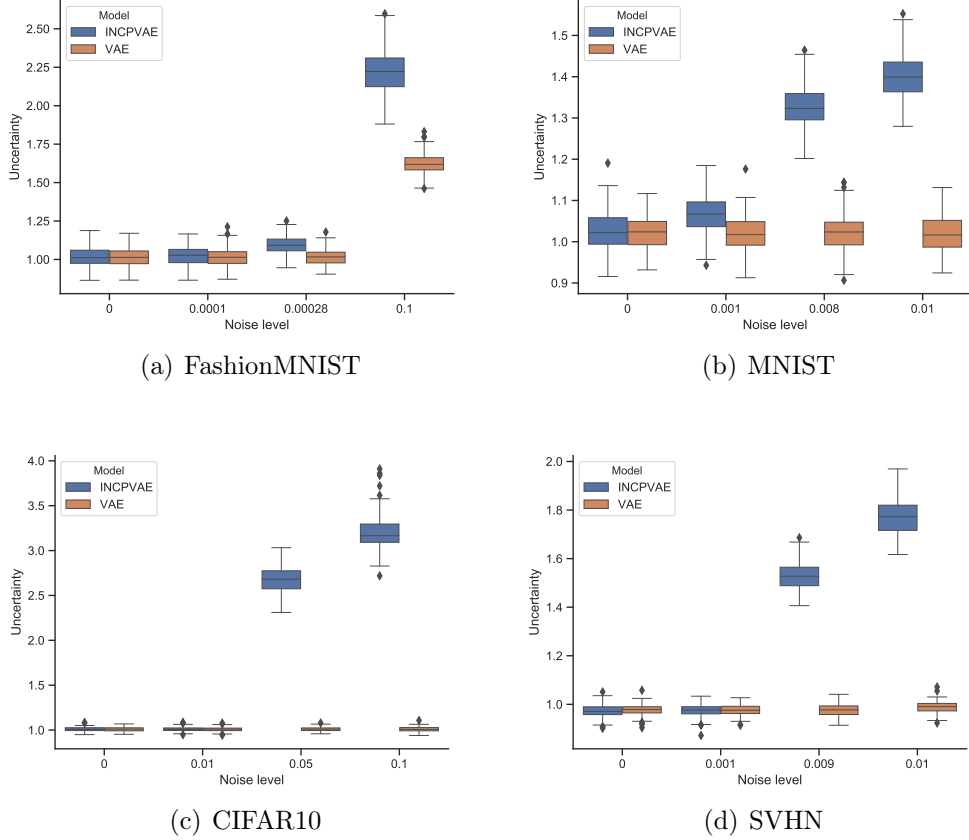 Model
INCPVAE
VAE
2.50
2.25
2.00
1.75
1.50
1.25
1.00
Uncertainty
0 0.0001 0.00028 0.1
Noise level
(a) FashionMNIST
Model
INCPVAE
VAE
1.5
1.4
1.3
1.2
1.1
1.0
0.9
Uncertainty
0 0.001 0.008 0.01
Noise level
(b) MNIST
Model
INCPVAE
VAE
4.0
3.5
3.0
2.5
2.0
1.5
1.0
Uncertainty
0 0.01 0.05 0.1
Noise level
(c) CIFAR10
Model
INCPVAE
VAE
2.0
1.8
1.6
1.4
1.2
1.0
Uncertainty
0 0.001 0.009 0.01
Noise level
(d) SVHN